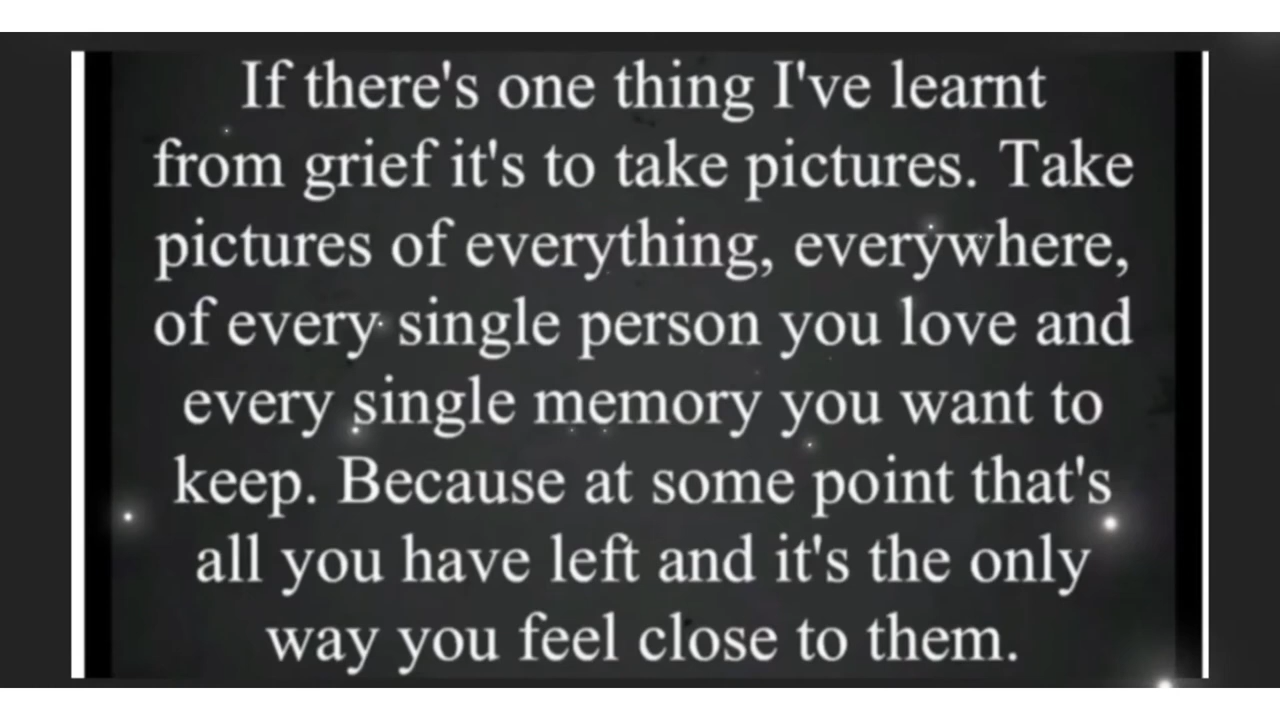 If there's one thing I've learnt
from grief it's to take pictures. Take
pictures of everything, everywhere,
of every single person you love and
every single memory you want to
keep. Because at some point that's
all you have left and it's the only
way you feel close to them.